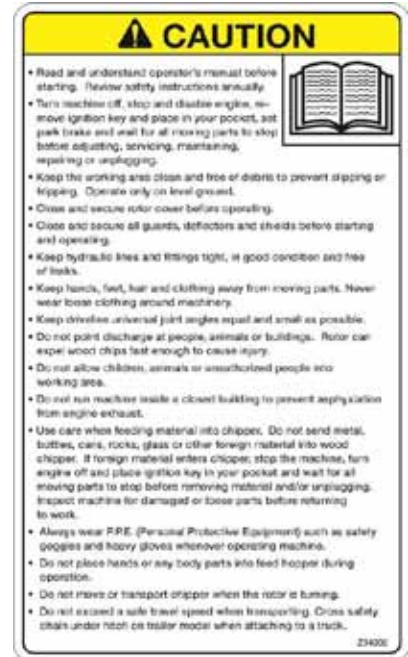 CAUTION
• Read and understand operator's manual before
starting. Review safety instructions annually.
• Turn machine off, stop and disable engine, re-
move ignition key and place in your pocket, set
park brake and wait for all moving parts to stop
before adjusting, servicing, maintaining,
repairing or unplugging.
• Keep the working area clean and free of debris to prevent slipping or
tripping. Operate only on level ground.
• Close and secure rotor cover before operating.
• Close and secure all guards, deflectors and shields before starting
and operating.
• Keep hydraulic lines and fittings tight, in good condition and free
of leaks.
• Keep hands, feet, hair and clothing away from moving parts. Never
wear loose clothing around machinery.
• Keep driveline universal joint angles equal and small as possible.
• Do not point discharge at people, animals or buildings. Rotor can
expel wood chips fast enough to cause injury.
• Do not allow children, animals or unauthorized people into
working area.
• Do not run machine inside a closed building to prevent asphyxiation
from engine exhaust.
• Use care when feeding material into chipper. Do not send metal,
bottles, cans, rocks, glass or other foreign material into wood
chipper. If foreign material enters chipper, stop the machine, turn
engine off and place ignition key in your pocket and wait for all
moving parts to stop before removing material and/or unplugging.
Inspect machine for damaged or loose parts before returning
to work.
• Always wear P.P.E. (Personal Protective Equipment) such as safety
goggles and heavy gloves whenever operating machine.
• Do not place hands or any body parts into feed hopper during
operation.
• Do not move or transport chipper when the rotor is turning.
• Do not exceed a safe travel speed when transporting. Cross safety
chain under hitch on trailer model when attaching to a truck.